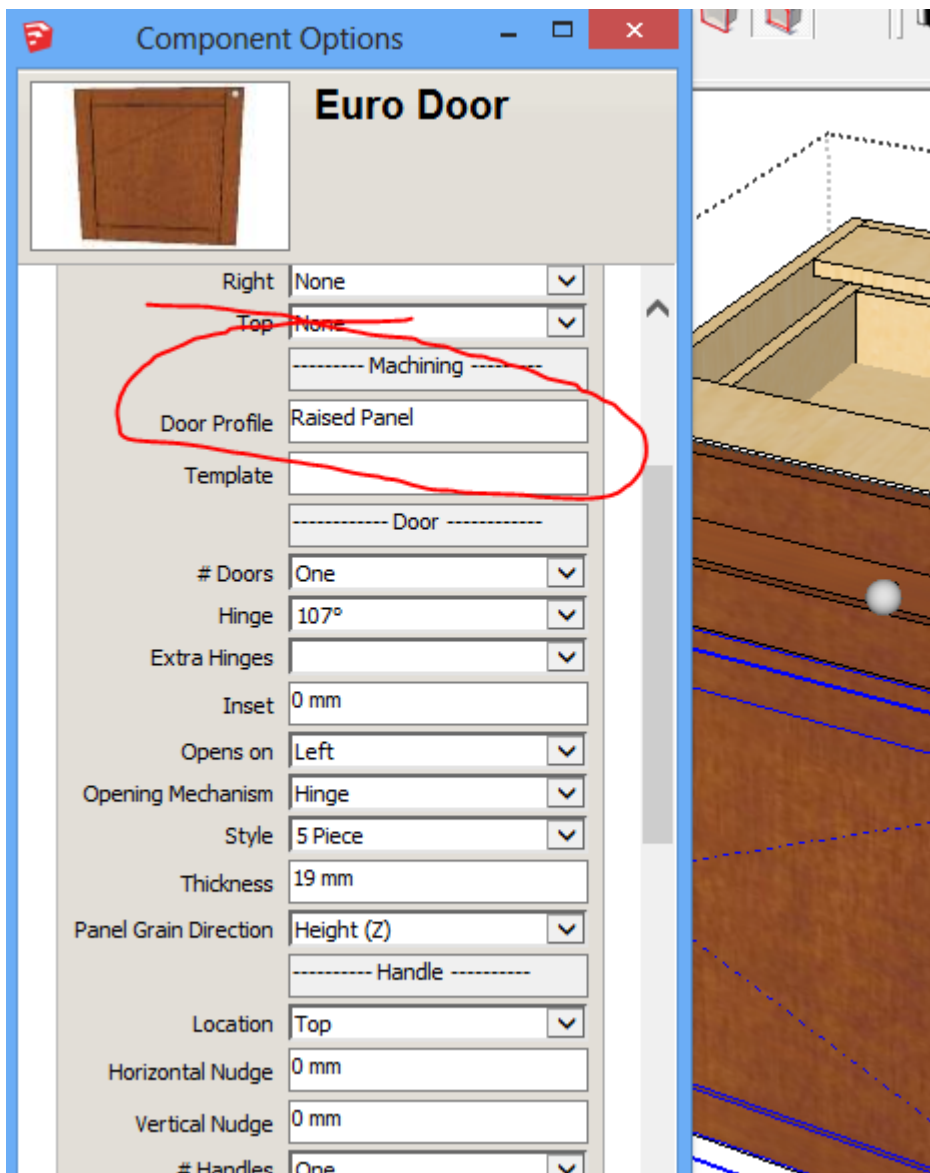 Component Options
Euro Door
Right None
Top None
--------- Machining ---------
Door Profile Raised Panel
Template
------------ Door ------------
# Doors One
Hinge 107º
Extra Hinges
Inset 0 mm
Opens on Left
Opening Mechanism Hinge
Style 5 Piece
Thickness 19 mm
Panel Grain Direction Height (Z)
---------- Handle ----------
Location Top
Horizontal Nudge 0 mm
Vertical Nudge 0 mm
# Handles One